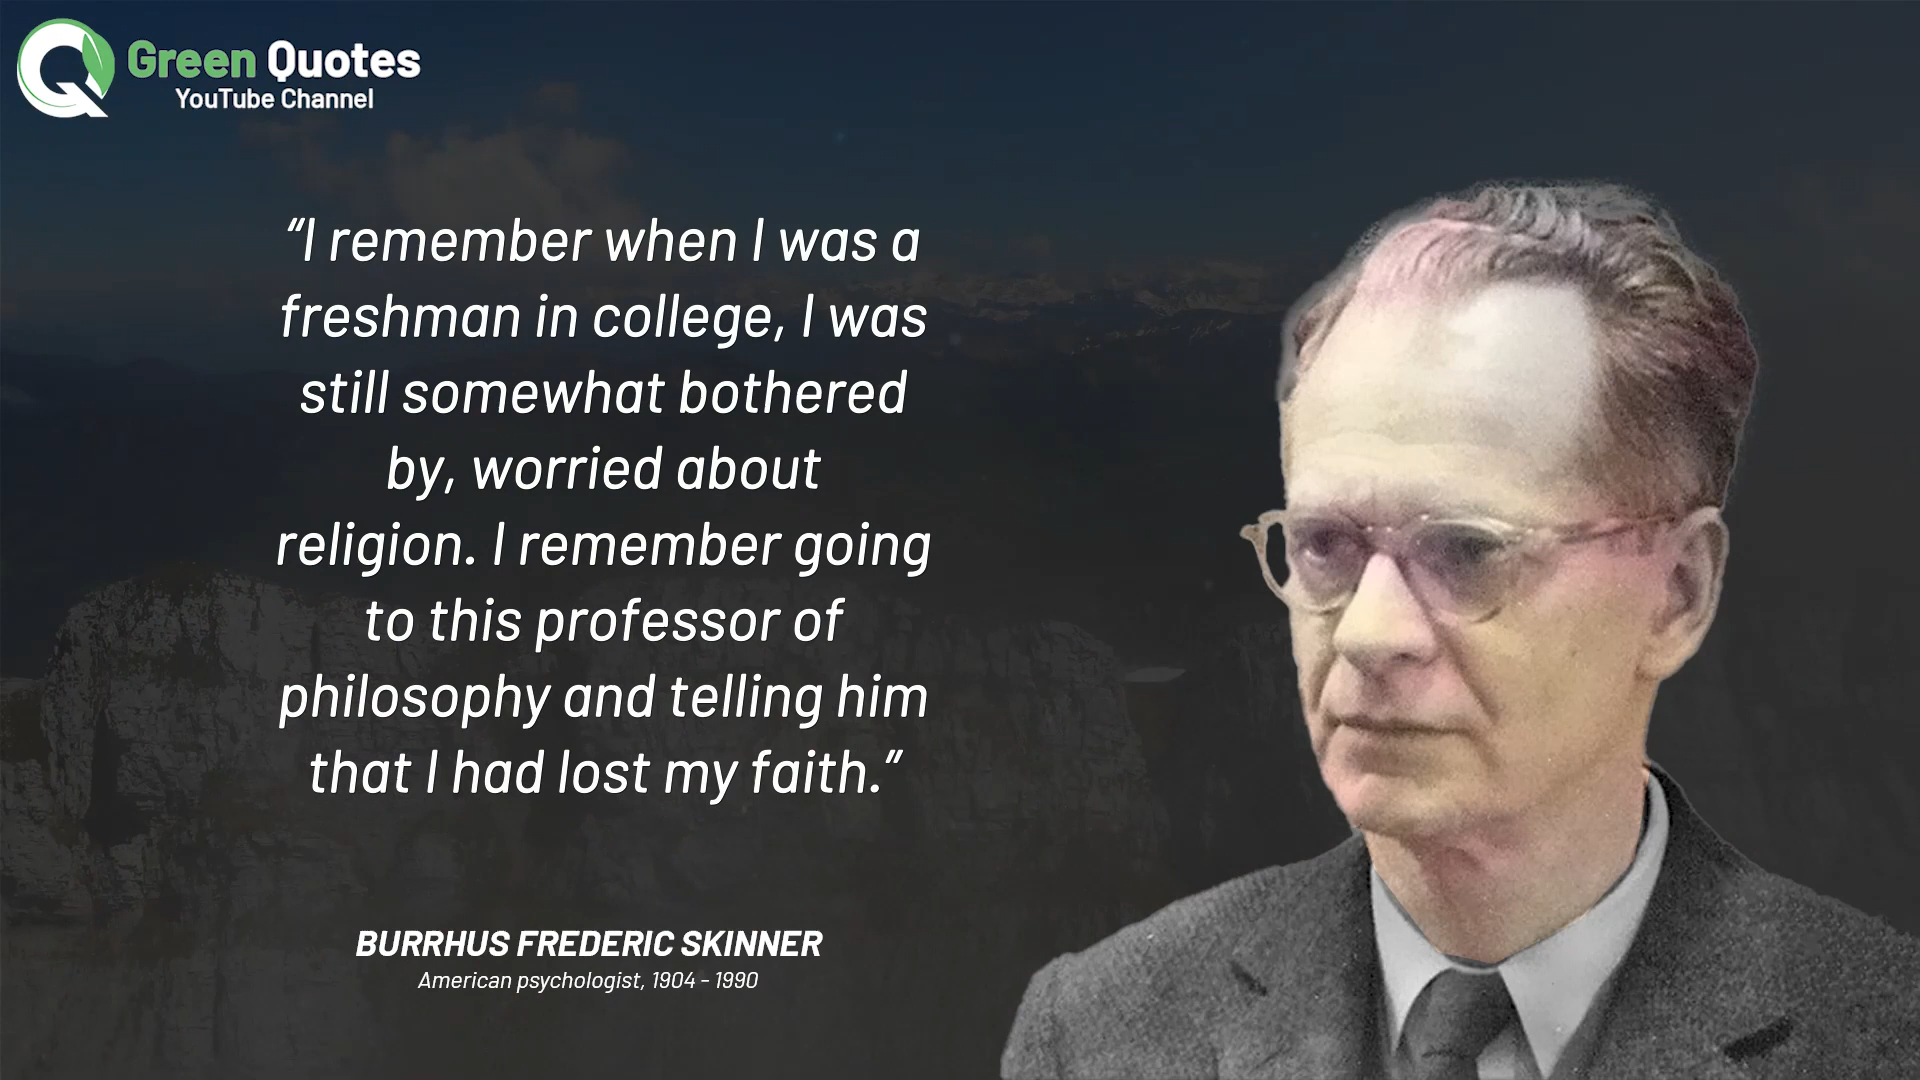 Green Quotes
YouTube Channel
“I remember when I was a
freshman in college, I was
still somewhat bothered
by, worried about
religion. I remember going
to this professor of
philosophy and telling him
that I had lost my faith.”
BURRHUS FREDERIC SKINNER
American psychologist, 1904 - 1990